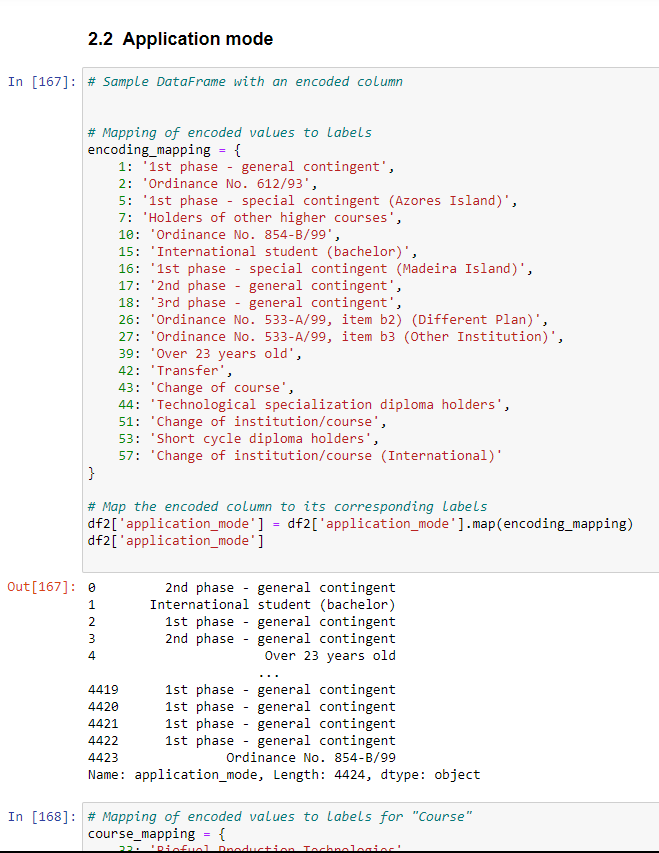 2.2 Application mode
In [167]: # Sample DataFrame with an encoded column
# Mapping of encoded values to labels
encoding_mapping = {
    1: '1st phase - general contingent',
    2: 'Ordinance No. 612/93',
    5: '1st phase - special contingent (Azores Island)',
    7: 'Holders of other higher courses',
    10: 'Ordinance No. 854-B/99',
    15: 'International student (bachelor)',
    16: '1st phase - special contingent (Madeira Island)',
    17: '2nd phase - general contingent',
    18: '3rd phase - general contingent',
    26: 'Ordinance No. 533-A/99, item b2) (Different Plan)',
    27: 'Ordinance No. 533-A/99, item b3 (Other Institution)',
    39: 'Over 23 years old',
    42: 'Transfer',
    43: 'Change of course',
    44: 'Technological specialization diploma holders',
    51: 'Change of institution/course',
    53: 'Short cycle diploma holders',
    57: 'Change of institution/course (International)'
}
# Map the encoded column to its corresponding labels
df2['application_mode'] = df2['application_mode'].map(encoding_mapping)
df2['application_mode']
Out[167]: 0 2nd phase - general contingent
1 International student (bachelor)
2 1st phase - general contingent
3 2nd phase - general contingent
4 Over 23 years old
...
4419 1st phase - general contingent
4420 1st phase - general contingent
4421 1st phase - general contingent
4422 1st phase - general contingent
4423 Ordinance No. 854-B/99
Name: application_mode, Length: 4424, dtype: object
In [168]: # Mapping of encoded values to labels for "Course"
course_mapping = {
    33: 'Biofuel Production Technologies'